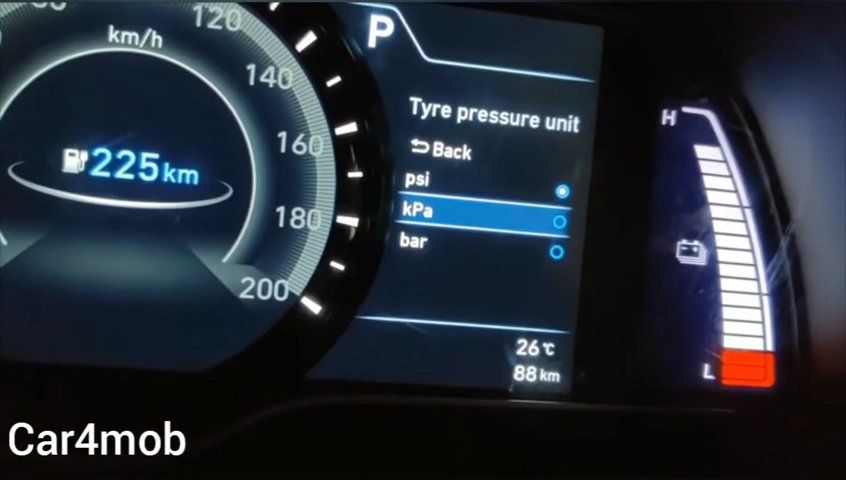 120
km/h
140
160
225km
180
200
P
Tyre pressure unit
Back
psi
kPa
bar
26℃
88 km
H
L
Car4mob